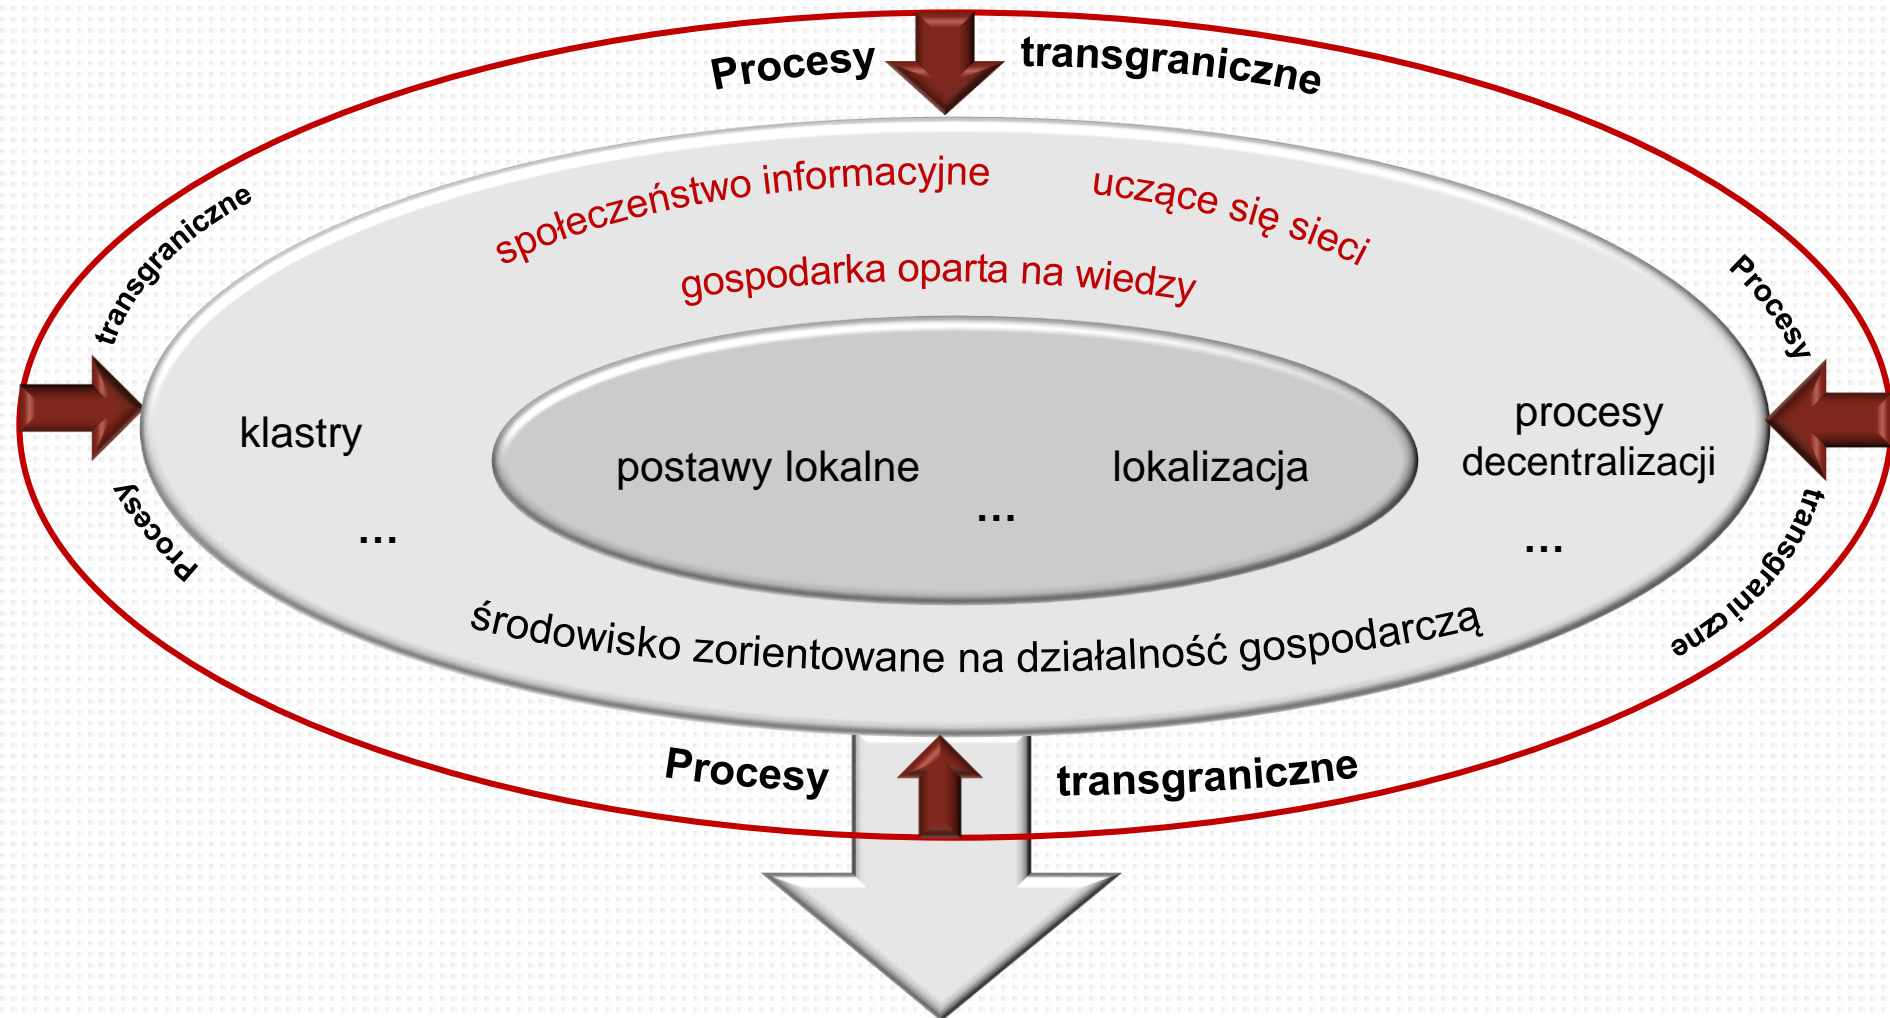 Procesy transgraniczne
społeczeństwo informacyjne
uczące się sieci
gospodarka oparta na wiedzy
Procesy transgraniczne
Procesy transgraniczne
klastry
...
postawy lokalne
lokalizacja
...
procesy
decentralizacji
...
środowisko zorientowane na działalność gospodarczą
Procesy transgraniczne